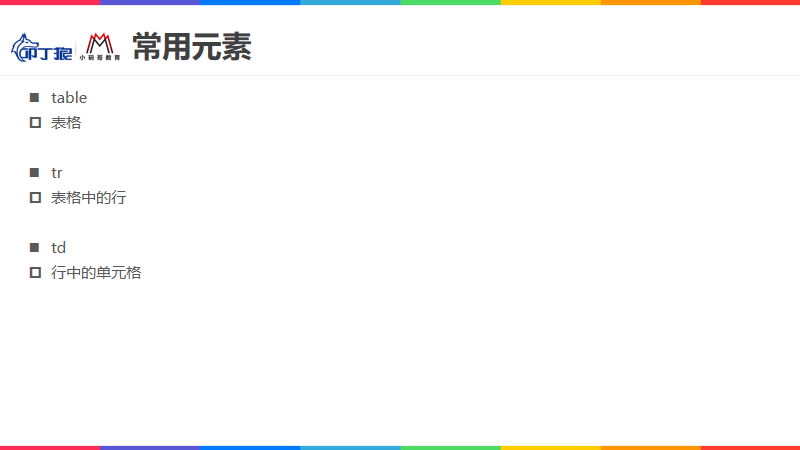 叩丁狼
小码哥教育
常用元素
table
表格
tr
表格中的行
td
行中的单元格